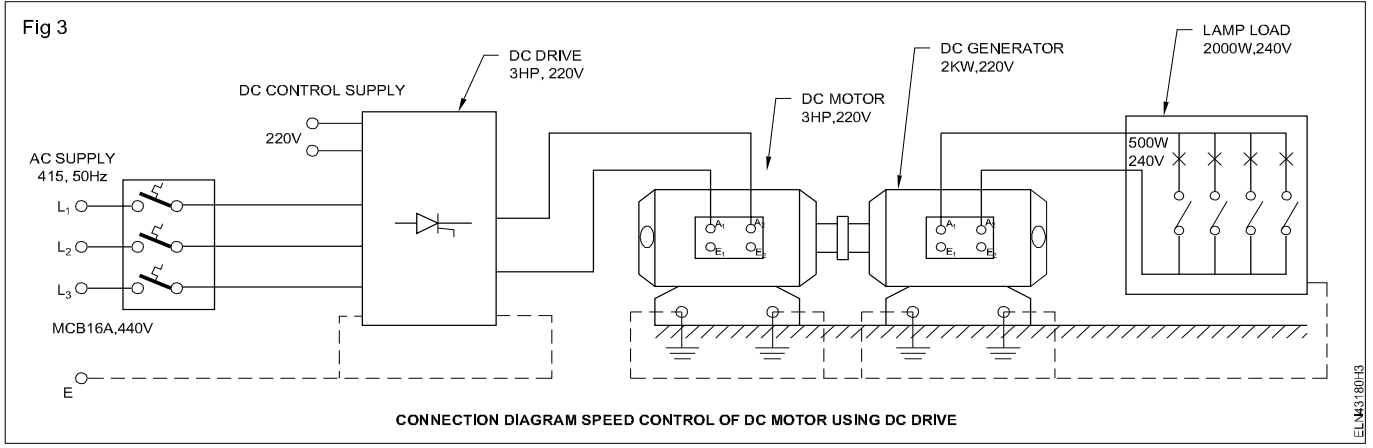 Fig 3
DC DRIVE
3HP, 220V
DC CONTROL SUPPLY
220V
AC SUPPLY
415, 50Hz
L1
L2
L3
MCB16A,440V
E
DC MOTOR
3HP,220V
DC GENERATOR
2KW,220V
LAMP LOAD
2000W,240V
500W
240V
A1 A2
E1 E2
A1 A2
E1 E2
CONNECTION DIAGRAM SPEED CONTROL OF DC MOTOR USING DC DRIVE
ELN43180H3